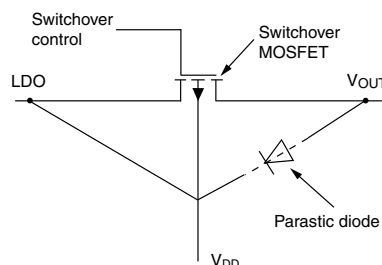 Switchover
control
Switchover
MOSFET
LDO
VOUT
Parastic diode
VDD